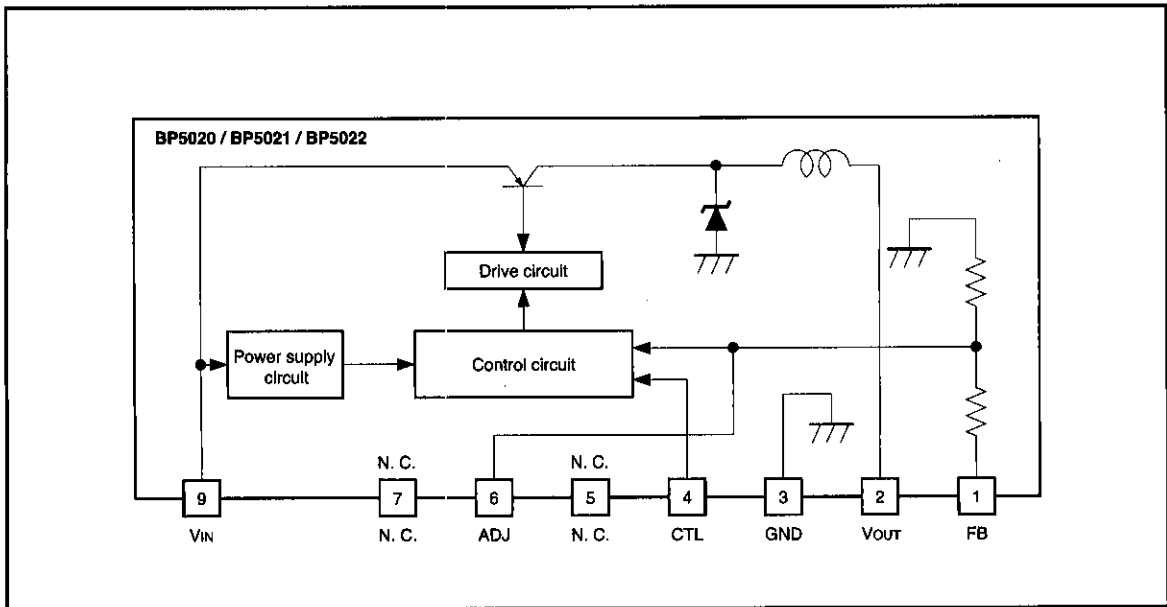 BP5020 / BP5021 / BP5022
Drive circuit
Power supply
circuit
Control circuit
N. C.
N. C.
9
7
6
5
4
3
2
1
VIN
N. C.
ADJ
N. C.
CTL
GND
VOUT
FB